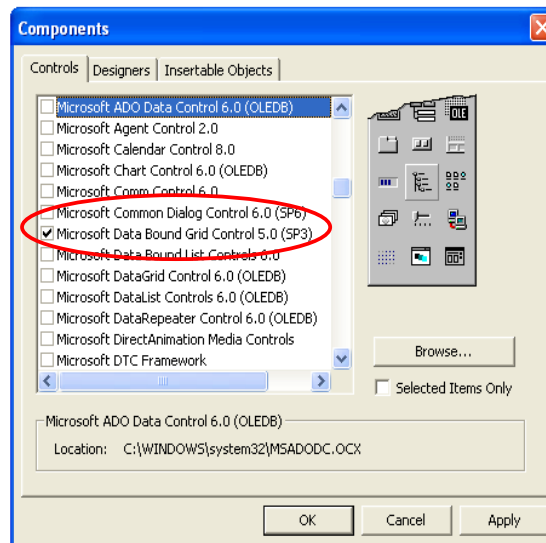 Components
Controls Designers Insertable Objects
Microsoft ADO Data Control 6.0 (OLEDB)
Microsoft Agent Control 2.0
Microsoft Calendar Control 8.0
Microsoft Chart Control 6.0 (OLEDB)
Microsoft Comm Control 6.0
Microsoft Common Dialog Control 6.0 (SP6)
Microsoft Data Bound Grid Control 5.0 (SP3)
Microsoft Data Bound List Controls 6.0
Microsoft DataGrid Control 6.0 (OLEDB)
Microsoft DataList Controls 6.0 (OLEDB)
Microsoft DataRepeater Control 6.0 (OLEDB)
Microsoft DirectAnimation Media Controls
Microsoft DTC Framework
OLE
Browse...
Selected Items Only
Microsoft ADO Data Control 6.0 (OLEDB)
Location: C:\WINDOWS\system32\MSADODC.OCX
OK Cancel Apply